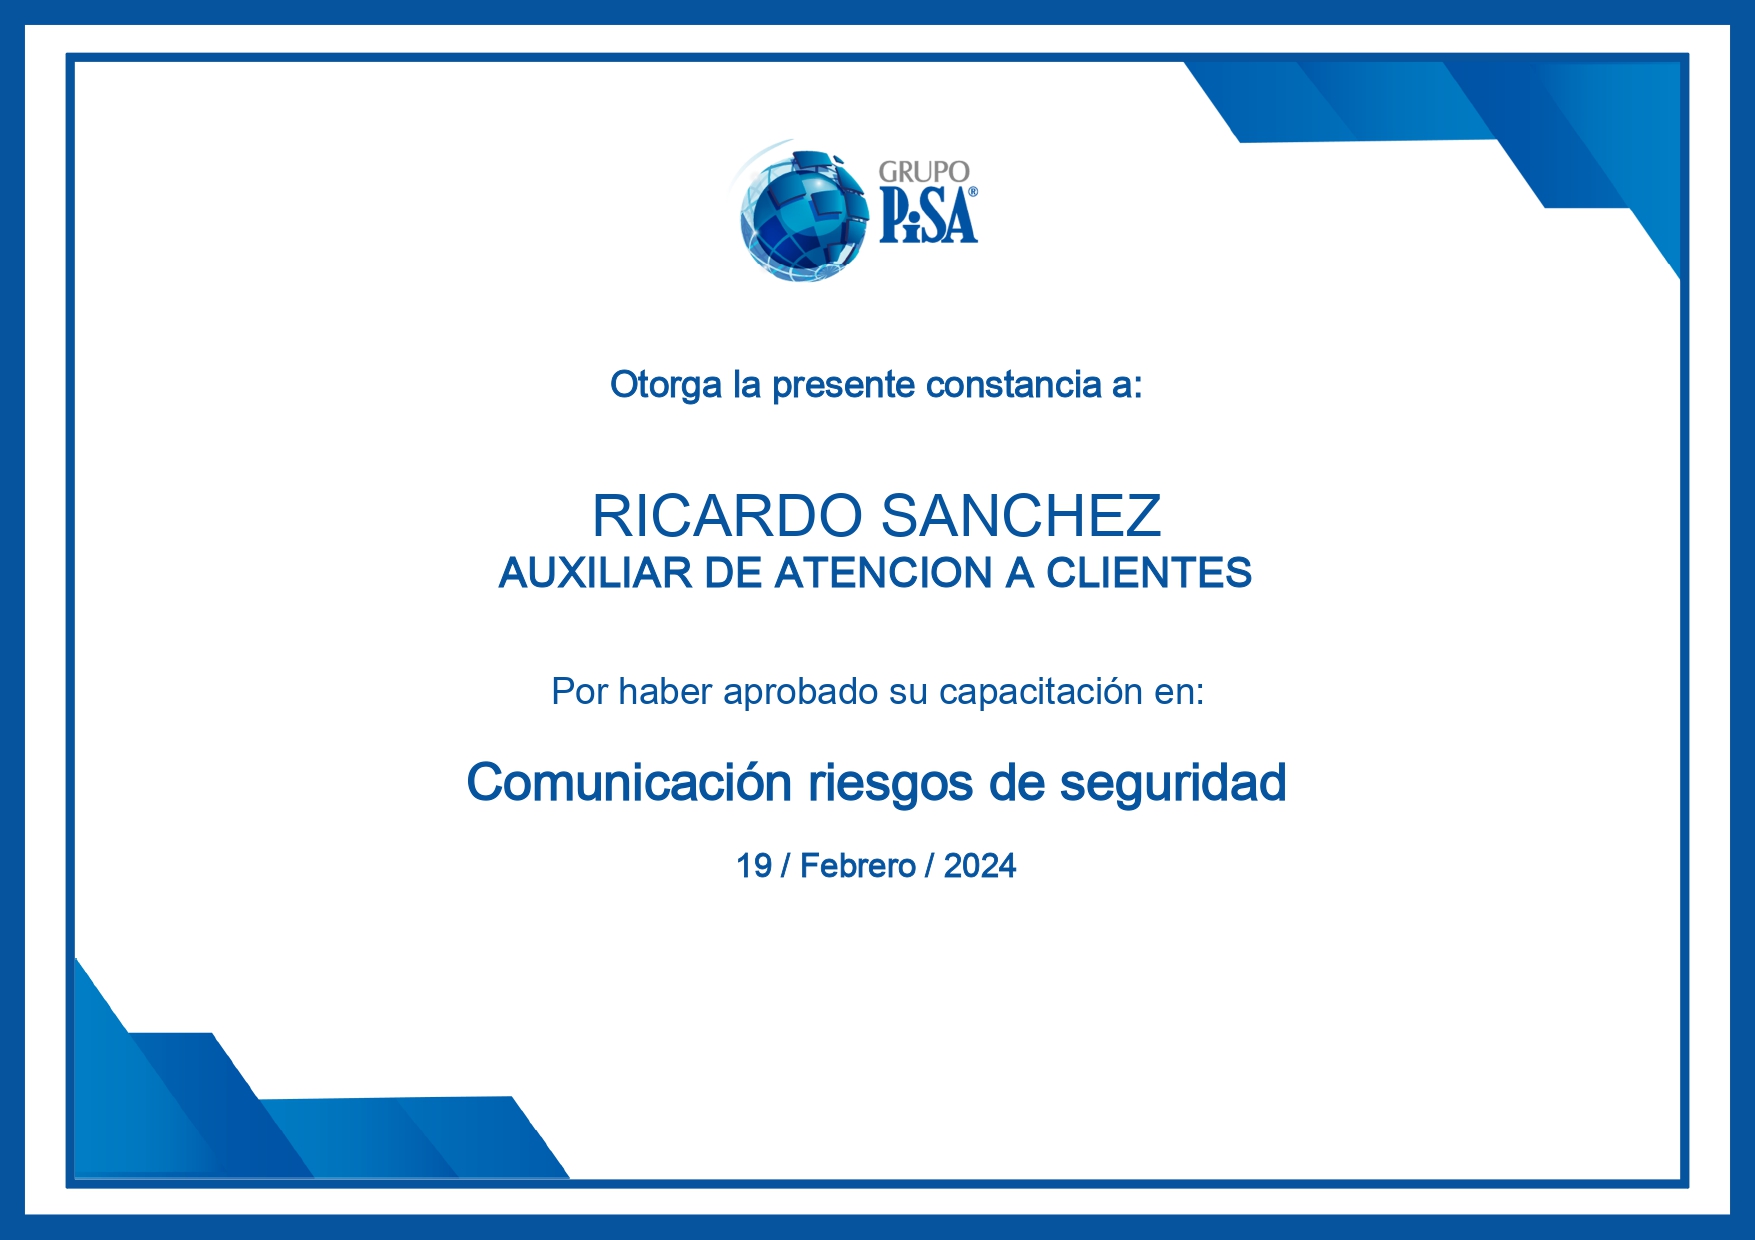 GRUPO
PiSA®
Otorga la presente constancia a:
RICARDO SANCHEZ
AUXILIAR DE ATENCION A CLIENTES
Por haber aprobado su capacitación en:
Comunicación riesgos de seguridad
19 / Febrero / 2024